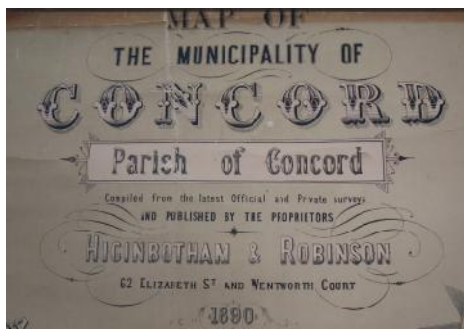 MAP OF
THE MUNICIPALITY OF
CONCORD
Parish of Concord
Compiled from the latest Official and Private surveys
AND PUBLISHED BY THE PROPRIETORS
HIGINBOTHAM & ROBINSON
62 ELIZABETH ST AND WENTWORTH COURT
1890